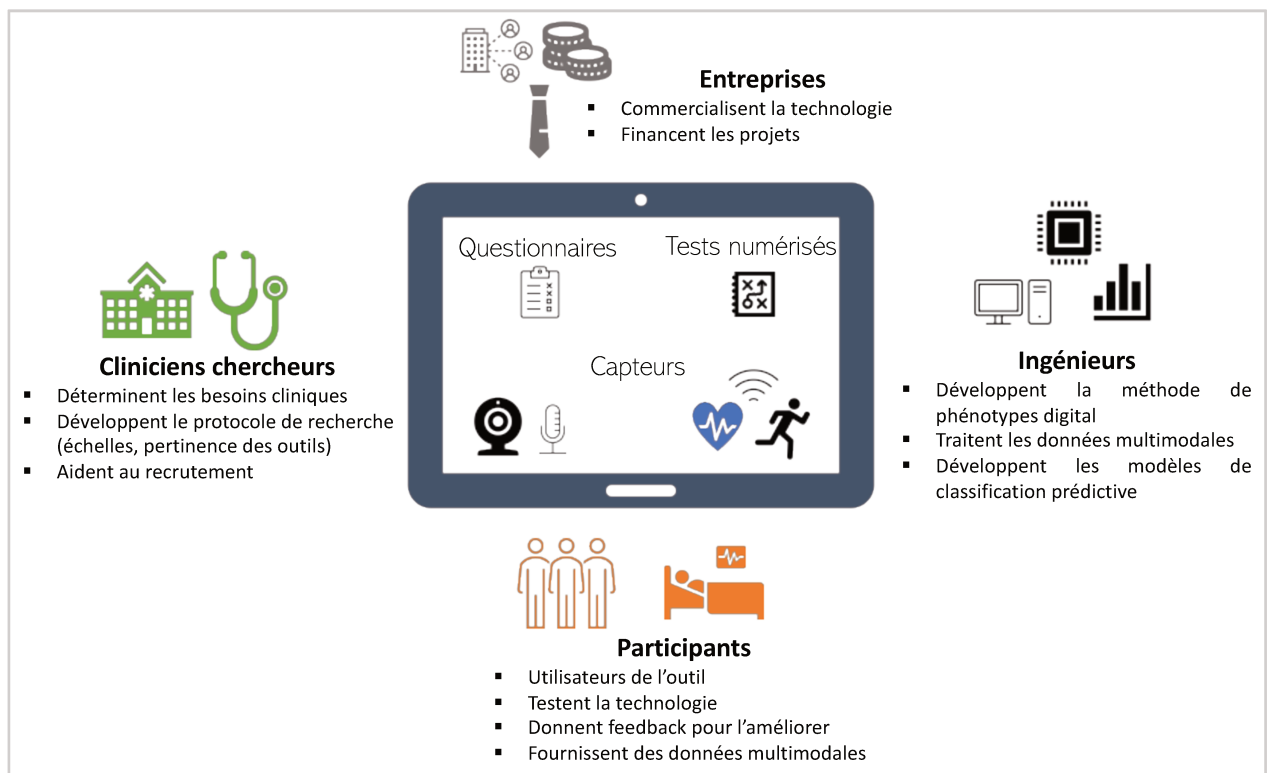 Entreprises
▪ Commercialisent la technologie
▪ Financent les projets
Questionnaires
Tests numérisés
Capteurs
Cliniciens chercheurs
▪ Déterminent les besoins cliniques
▪ Développent le protocole de recherche
(échelles, pertinence des outils)
▪ Aident au recrutement
Ingénieurs
▪ Développent la méthode de
phénotypes digital
▪ Traitent les données multimodales
▪ Développent les modèles de
classification prédictive
Participants
▪ Utilisateurs de l’outil
▪ Testent la technologie
▪ Donnent feedback pour l’améliorer
▪ Fournissent des données multimodales